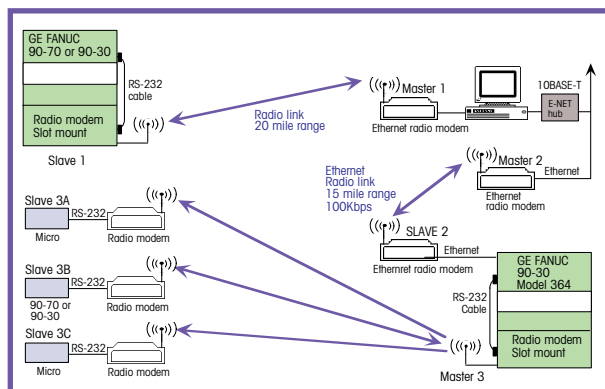 GE FANUC
90-70 or 90-30
RS-232
cable
Radio modem
Slot mount
Slave 1
Radio link
20 mile range
Master 1
Ethernet radio modem
10BASE-T
E-NET
hub
Master 2
Ethernet
Ethernet
radio modem
Ethernet
Radio link
15 mile range
100Kbps
SLAVE 2
Ethernet
Ethernret radio modem
Slave 3A
RS-232
Micro
Radio modem
Slave 3B
RS-232
90-70 or
90-30
Radio modem
Slave 3C
RS-232
Micro
Radio modem
GE FANUC
90-30
Model 364
RS-232
Cable
Radio modem
Slot mount
Master 3